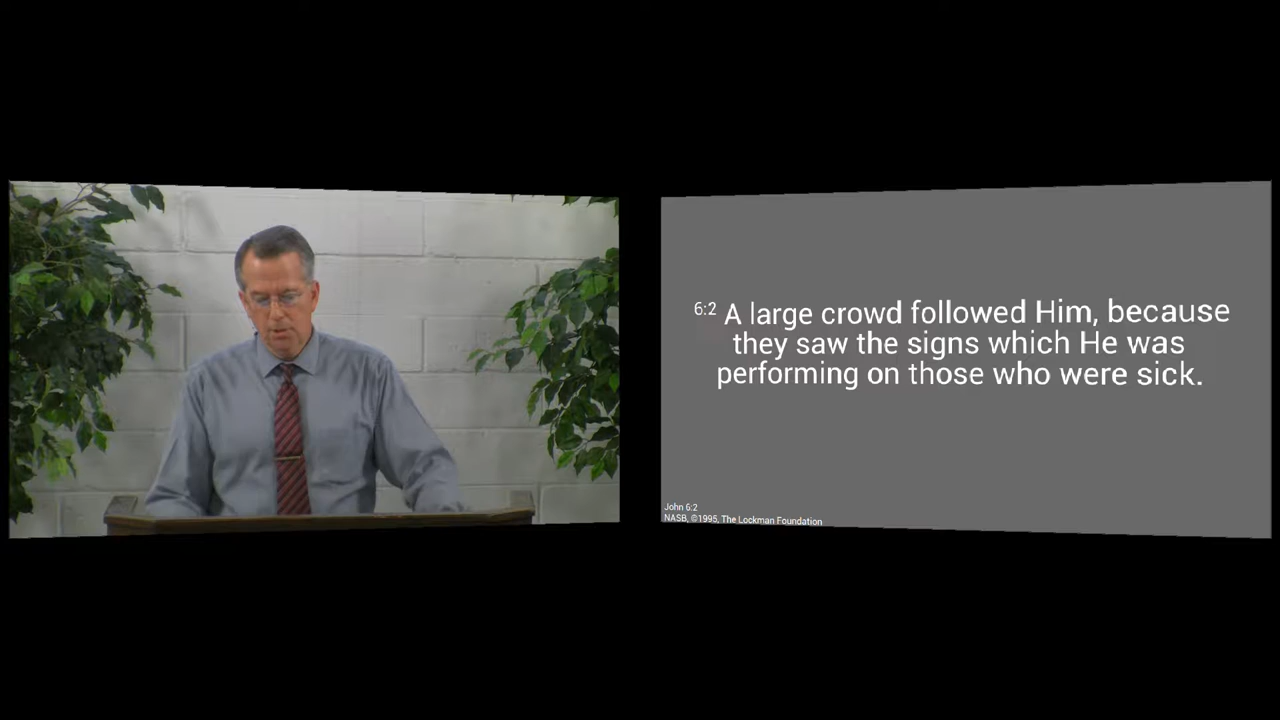 6:2 A large crowd followed Him, because
they saw the signs which He was
performing on those who were sick.
John 6:2
NASB, ©1995, The Lockman Foundation